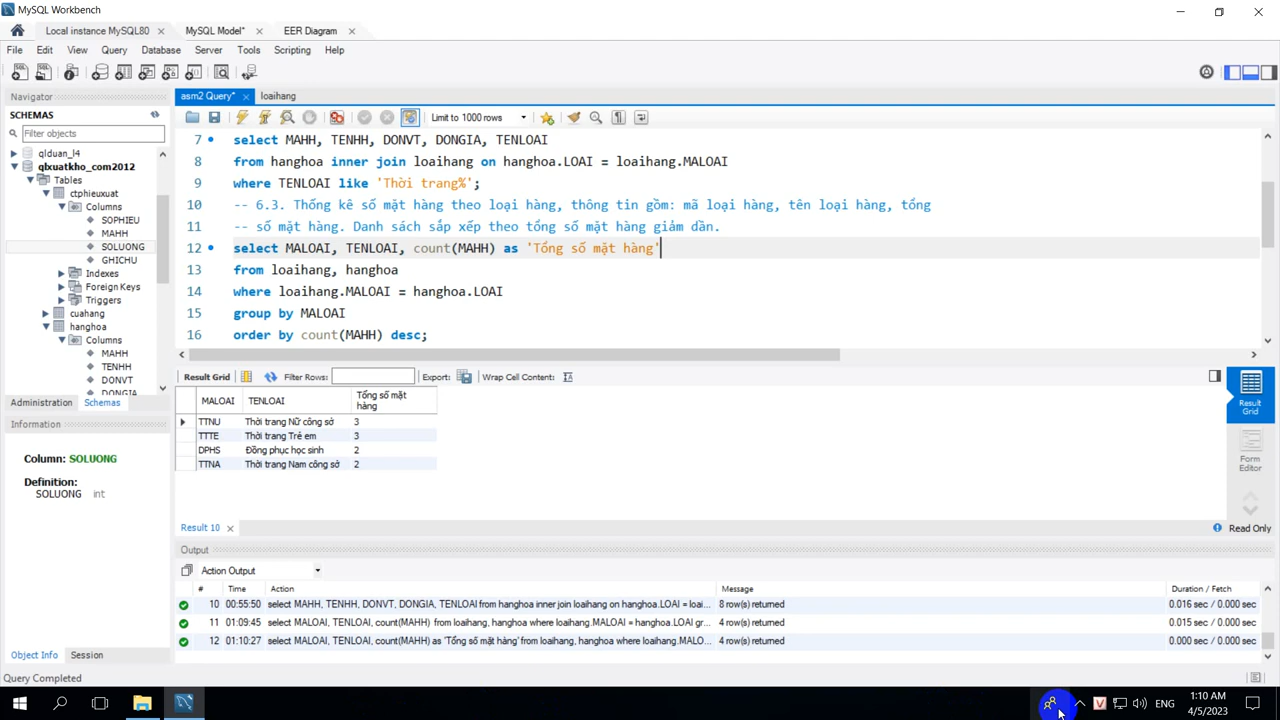 MySQL Workbench
Local instance MySQL80
MySQL Model*
EER Diagram
File Edit View Query Database Server Tools Scripting Help
Navigator
SCHEMAS
Filter objects
qlduan_l4
qlxuatkho_com2012
Tables
ctphieuxuat
Columns
SOPHIEU
MAHH
SOLUONG
GHICHU
Indexes
Foreign Keys
Triggers
cuahang
hanghoa
Columns
MAHH
TENHH
DONVT
DONGIA
Administration Schemas
Information
Column: SOLUONG
Definition:
SOLUONG int
Object Info Session
Query Completed
asm2 Query* loaihang
Limit to 1000 rows
7 select MAHH, TENHH, DONVT, DONGIA, TENLOAI
8 from hanghoa inner join loaihang on hanghoa.LOAI = loaihang.MALOAI
9 where TENLOAI like 'Thời trang%';
10 -- 6.3. Thống kê số mặt hàng theo loại hàng, thông tin gồm: mã loại hàng, tên loại hàng, tổng
11 -- số mặt hàng. Danh sách sắp xếp theo tổng số mặt hàng giảm dần.
12 select MALOAI, TENLOAI, count(MAHH) as 'Tổng số mặt hàng'
13 from loaihang, hanghoa
14 where loaihang.MALOAI = hanghoa.LOAI
15 group by MALOAI
16 order by count(MAHH) desc;
Result Grid Filter Rows: Export: Wrap Cell Content:
MALOAI TENLOAI Tổng số mặt
hàng
TTNU Thời trang Nữ công sở 3
TTTE Thời trang Trẻ em 3
DPHS Đồng phục học sinh 2
TTNA Thời trang Nam công sở 2
Result
Grid
Form
Editor
Result 10
Read Only
Output
Action Output
# Time Action Message Duration / Fetch
10 00:55:50 select MAHH, TENHH, DONVT, DONGIA, TENLOAI from hanghoa inner join loaihang on hanghoa.LOAI = loai... 8 row(s) returned 0.016 sec / 0.000 sec
11 01:09:45 select MALOAI, TENLOAI, count(MAHH) from loaihang, hanghoa where loaihang.MALOAI = hanghoa.LOAI gr... 4 row(s) returned 0.015 sec / 0.000 sec
12 01:10:27 select MALOAI, TENLOAI, count(MAHH) as 'Tổng số mặt hàng' from loaihang, hanghoa where loaihang.MALO... 4 row(s) returned 0.000 sec / 0.000 sec
ENG
1:10 AM
4/5/2023